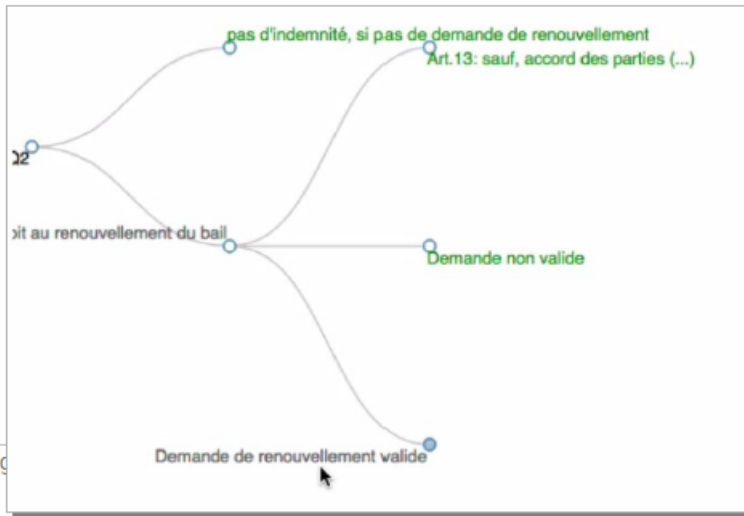 pas d'indemnité, si pas de demande de renouvellement
Art.13: sauf, accord des parties (...)
Q2
oit au renouvellement du bail
Demande non valide
Demande de renouvellement valide